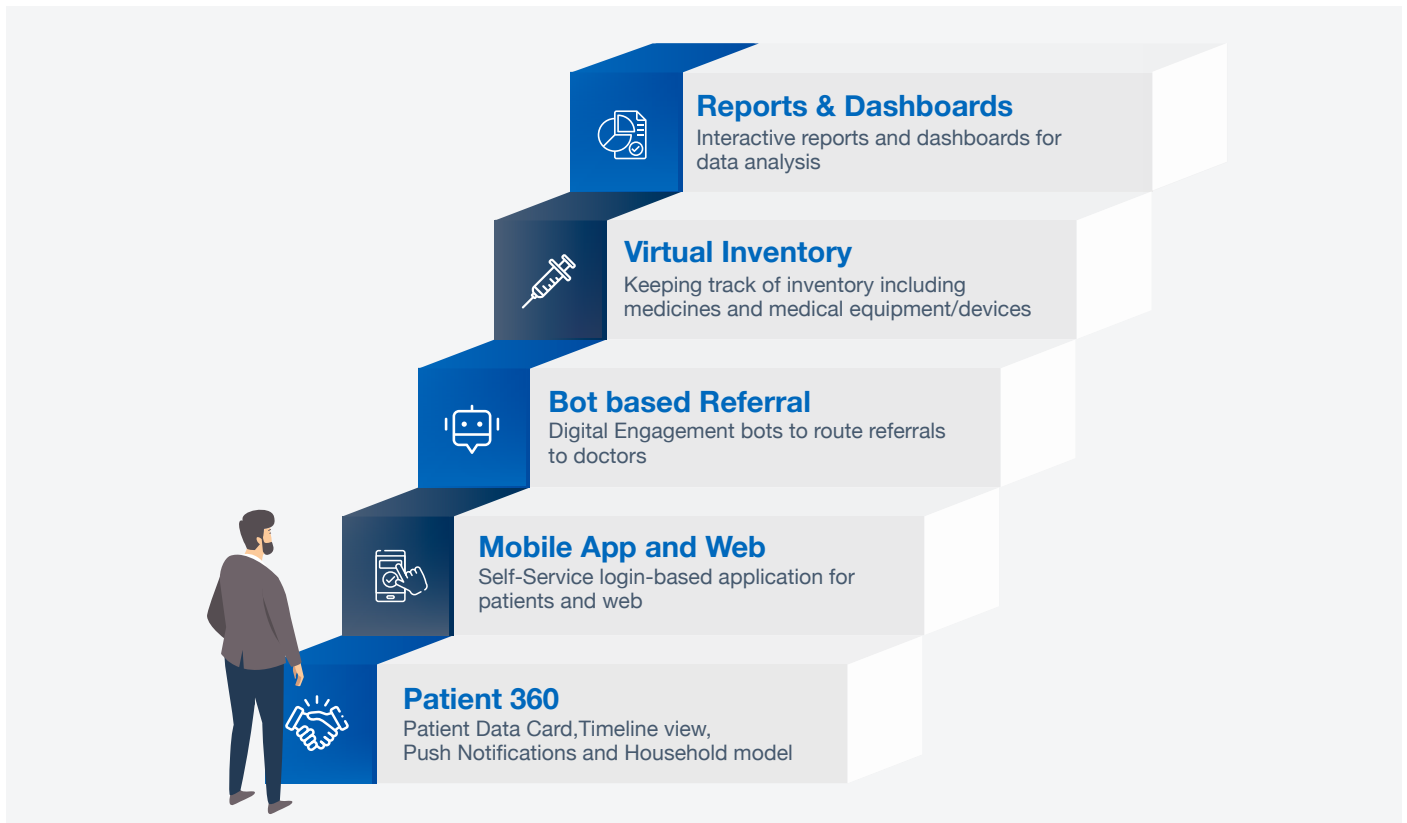 Reports & Dashboards
Interactive reports and dashboards for
data analysis
Virtual Inventory
Keeping track of inventory including
medicines and medical equipment/devices
Bot based Referral
Digital Engagement bots to route referrals
to doctors
Mobile App and Web
Self-Service login-based application for
patients and web
Patient 360
Patient Data Card,Timeline view,
Push Notifications and Household model